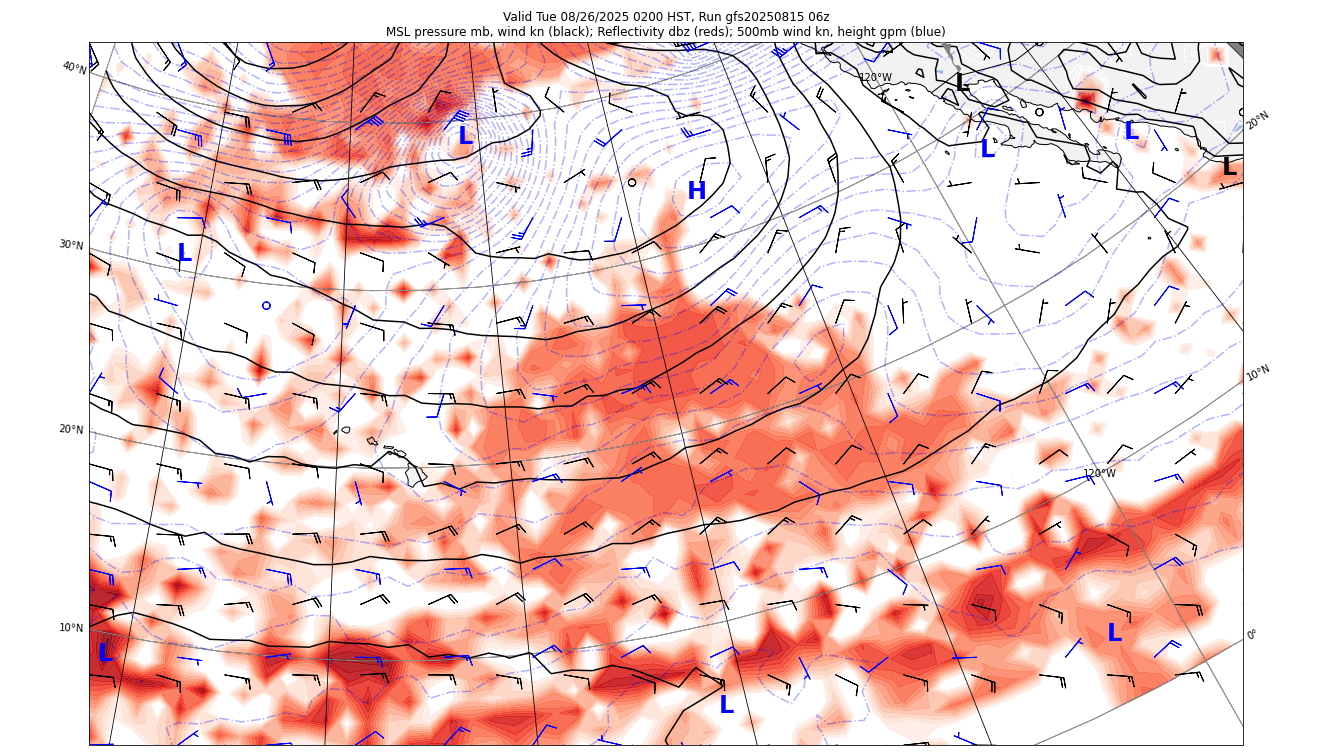 Valid Tue 08/26/2025 0200 HST, Run gfs20250815 06z
MSL pressure mb, wind kn (black); Reflectivity dbz (reds); 500mb wind kn, height gpm (blue)
40°N
120°W
L
L
L
L
20°N
L
H
30°N
L
10°N
20°N
120°W
10°N
L
L
0°
L